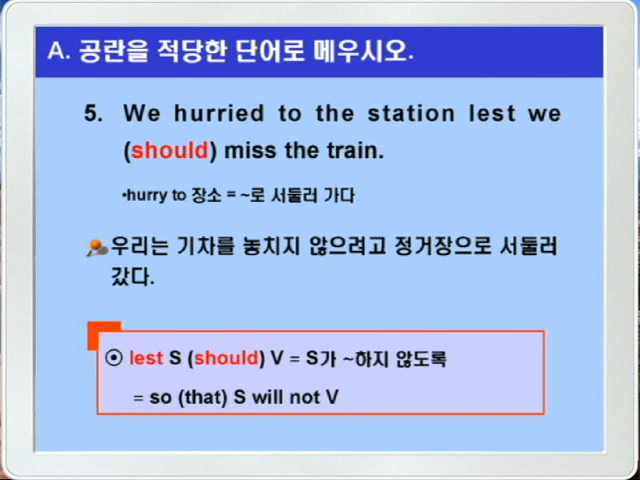 A. 공란을 적당한 단어로 메우시오.
5. We hurried to the station lest we
(should) miss the train.
•hurry to 장소 = ~로 서둘러 가다
우리는 기차를 놓치지 않으려고 정거장으로 서둘러
갔다.
⊙ lest S (should) V = S가 ~하지 않도록
= so (that) S will not V